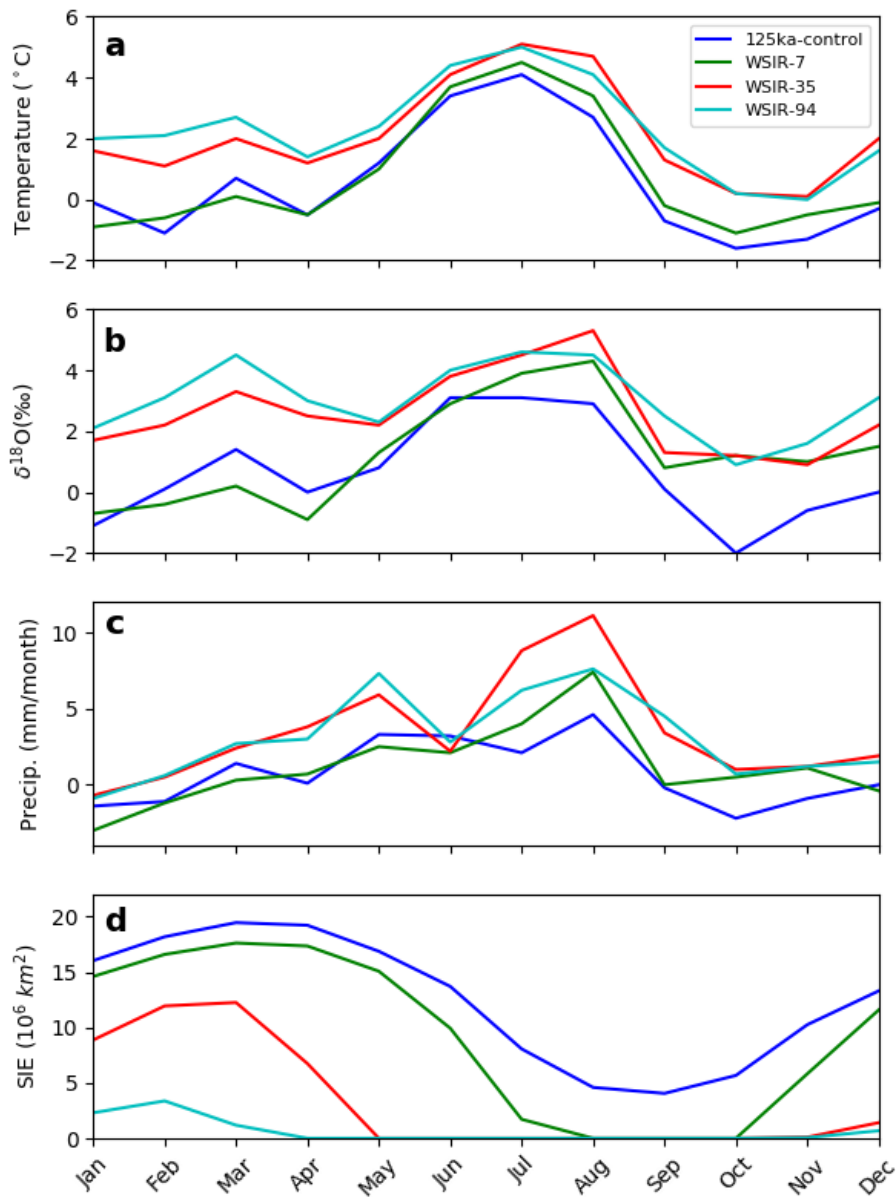 a
Temperature (°C)
6
4
2
0
−2
125ka-control
WSIR-7
WSIR-35
WSIR-94
b
δ¹⁸O(‰)
6
4
2
0
−2
c
Precip. (mm/month)
10
5
0
d
SIE (10⁶ km²)
20
15
10
5
0
Jan
Feb
Mar
Apr
May
Jun
Jul
Aug
Sep
Oct
Nov
Dec